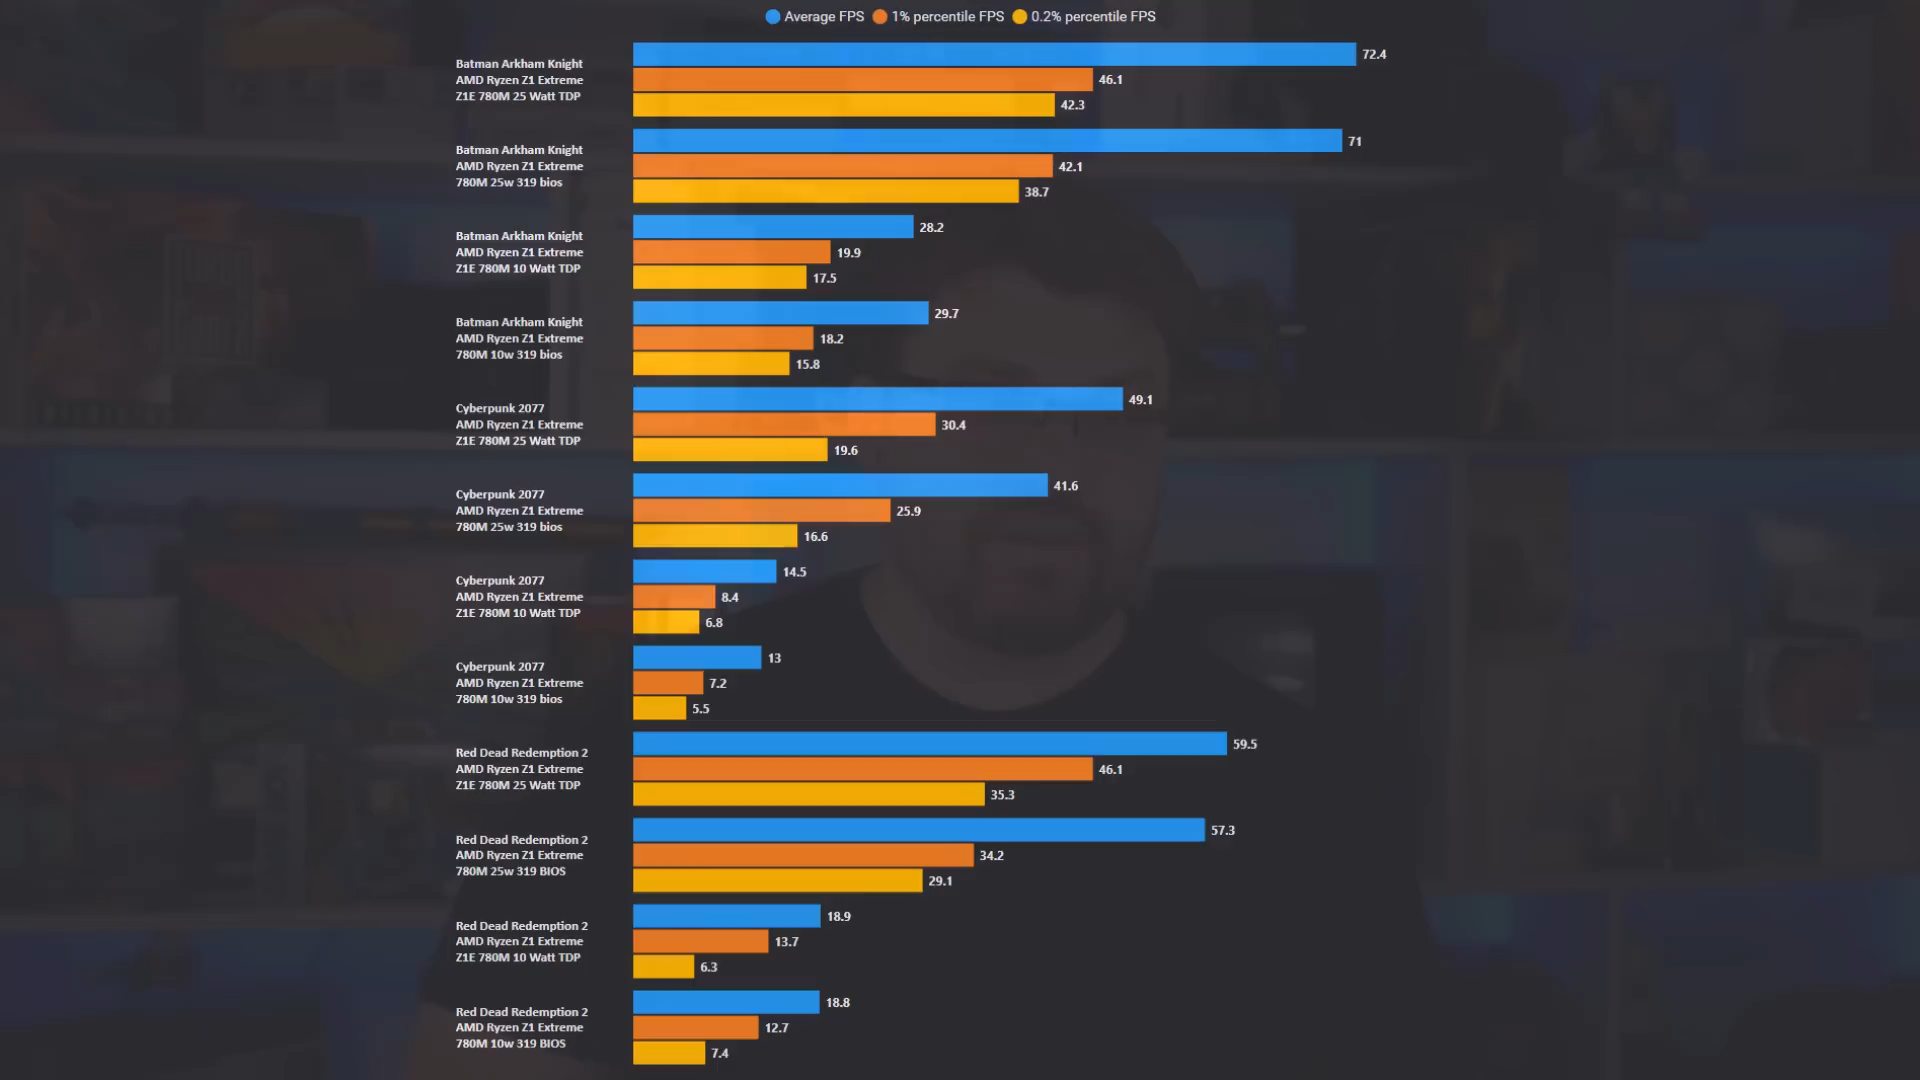 Average FPS 1% percentile FPS 0.2% percentile FPS
Batman Arkham Knight
AMD Ryzen Z1 Extreme
Z1E 780M 25 Watt TDP
72.4
46.1
42.3
Batman Arkham Knight
AMD Ryzen Z1 Extreme
780M 25w 319 bios
71
42.1
38.7
Batman Arkham Knight
AMD Ryzen Z1 Extreme
Z1E 780M 10 Watt TDP
28.2
19.9
17.5
Batman Arkham Knight
AMD Ryzen Z1 Extreme
780M 10w 319 bios
29.7
18.2
15.8
Cyberpunk 2077
AMD Ryzen Z1 Extreme
Z1E 780M 25 Watt TDP
49.1
30.4
19.6
Cyberpunk 2077
AMD Ryzen Z1 Extreme
780M 25w 319 bios
41.6
25.9
16.6
Cyberpunk 2077
AMD Ryzen Z1 Extreme
Z1E 780M 10 Watt TDP
14.5
8.4
6.8
Cyberpunk 2077
AMD Ryzen Z1 Extreme
780M 10w 319 bios
13
7.2
5.5
Red Dead Redemption 2
AMD Ryzen Z1 Extreme
Z1E 780M 25 Watt TDP
59.5
46.1
35.3
Red Dead Redemption 2
AMD Ryzen Z1 Extreme
780M 25w 319 BIOS
57.3
34.2
29.1
Red Dead Redemption 2
AMD Ryzen Z1 Extreme
Z1E 780M 10 Watt TDP
18.9
13.7
6.3
Red Dead Redemption 2
AMD Ryzen Z1 Extreme
780M 10w 319 BIOS
18.8
12.7
7.4